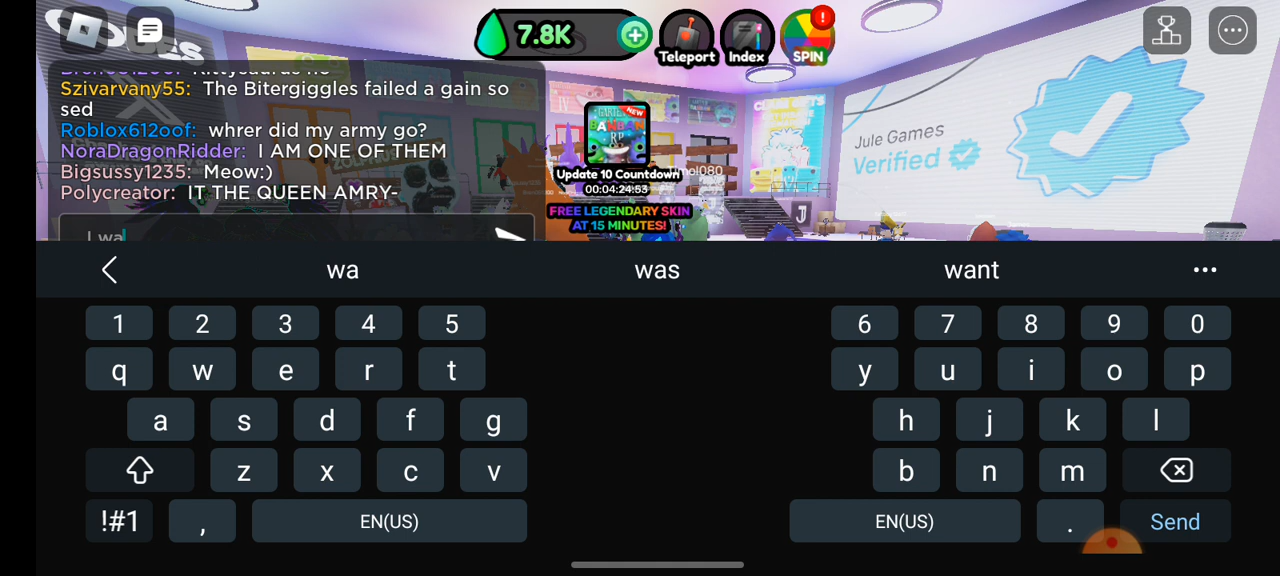 7.8K
Teleport
Index
!
SPIN
Szivarvany55: The Bitergiggles failed a gain so
sed
Roblox612oof: whrer did my army go?
NoraDragonRidder: I AM ONE OF THEM
Bigsussy1235: Meow:)
Polycreator: IT THE QUEEN AMRY-
I wa
NEW
BANBAN
RP
Update 10 Countdown
00:04:24:53
FREE LEGENDARY SKIN
AT 15 MINUTES!
Jule Games
Verified
J
wa
was
want
1 2 3 4 5 6 7 8 9 0
q w e r t y u i o p
a s d f g h j k l
z x c v b n m
!#1 , EN(US) EN(US) . Send